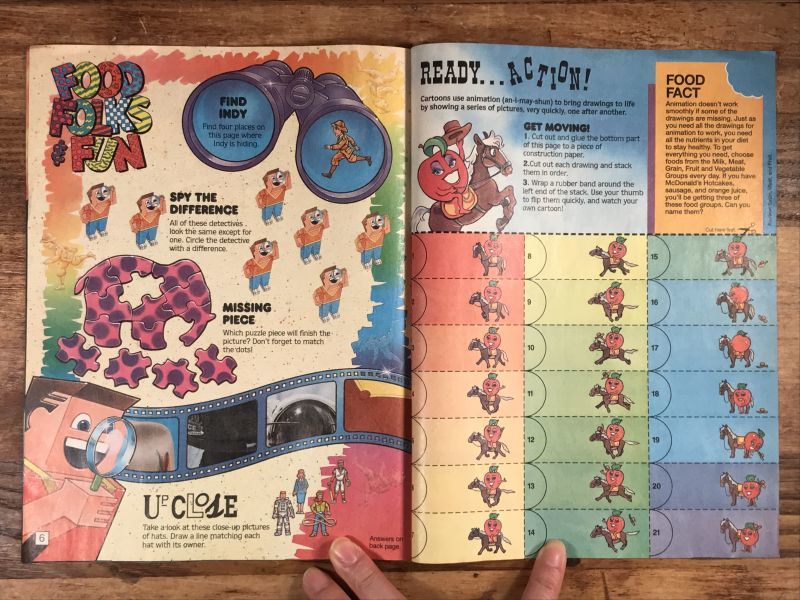 FOOD
FOLKS
& FUN
FIND
INDY
Find four places on
this page where
Indy is hiding.
SPY THE
DIFFERENCE
All of these detectives
look the same except for
one. Circle the detective
with a difference.
MISSING
PIECE
Which puzzle piece will finish the
picture? Don't forget to match
the dots!
UP CLOSE
Take a look at these close-up pictures
of hats. Draw a line matching each
hat with its owner.
Answers on
back page.
6
READY...ACTION!
Cartoons use animation (an-i-may-shun) to bring drawings to life
by showing a series of pictures, very quickly, one after another.
GET MOVING!
1. Cut out and glue the bottom part
of this page to a piece of
construction paper.
2. Cut out each drawing and stack
them in order.
3. Wrap a rubber band around the
left end of the stack. Use your thumb
to flip them quickly, and watch your
own cartoon!
FOOD
FACT
Animation doesn't work
smoothly if some of the
drawings are missing. Just as
you need all the drawings for
animation to work, you need
all the nutrients in your diet
to stay healthy. To get
everything you need, choose
foods from the Milk, Meat,
Grain, Fruit and Vegetable
Groups every day. If you have
McDonald's Hotcakes,
sausage, and orange juice,
you'll be getting three of
these food groups. Can you
name them?
Cut here first
8
15
9
16
10
17
11
18
12
19
13
20
14
21